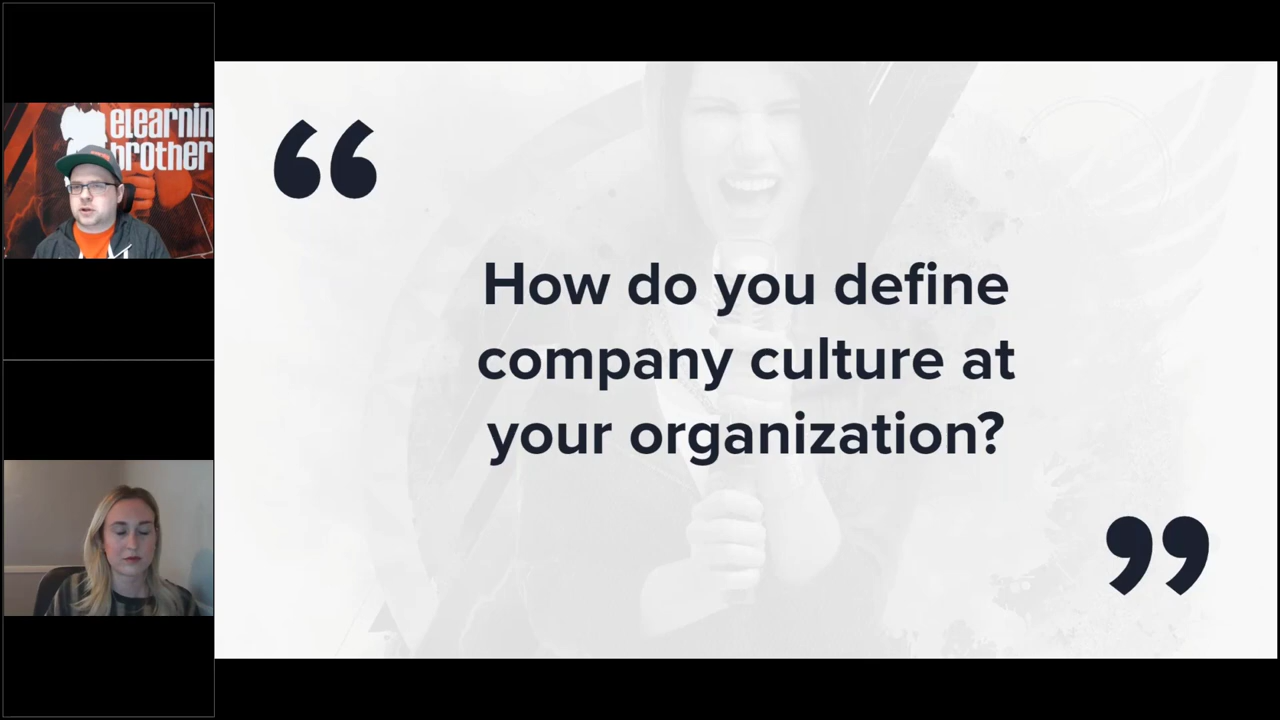 elearnin
brother
“
How do you define
company culture at
your organization?
”